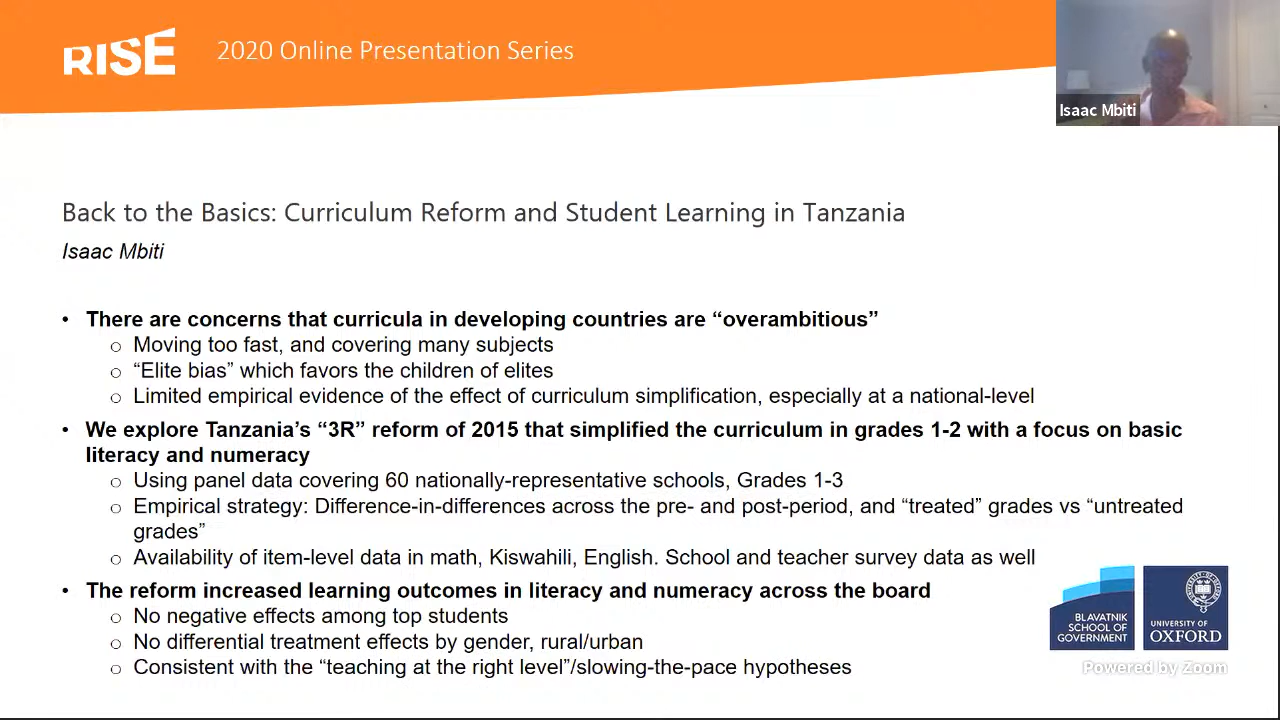 RISE
2020 Online Presentation Series
Isaac Mbiti
Back to the Basics: Curriculum Reform and Student Learning in Tanzania
Isaac Mbiti
• There are concerns that curricula in developing countries are “overambitious”
o Moving too fast, and covering many subjects
o “Elite bias” which favors the children of elites
o Limited empirical evidence of the effect of curriculum simplification, especially at a national-level
• We explore Tanzania’s “3R” reform of 2015 that simplified the curriculum in grades 1-2 with a focus on basic
literacy and numeracy
o Using panel data covering 60 nationally-representative schools, Grades 1-3
o Empirical strategy: Difference-in-differences across the pre- and post-period, and “treated” grades vs “untreated
grades”
o Availability of item-level data in math, Kiswahili, English. School and teacher survey data as well
• The reform increased learning outcomes in literacy and numeracy across the board
o No negative effects among top students
o No differential treatment effects by gender, rural/urban
o Consistent with the “teaching at the right level”/slowing-the-pace hypotheses
BLAVATNIK
SCHOOL OF
GOVERNMENT
UNIVERSITY OF
OXFORD
Powered by Zoom